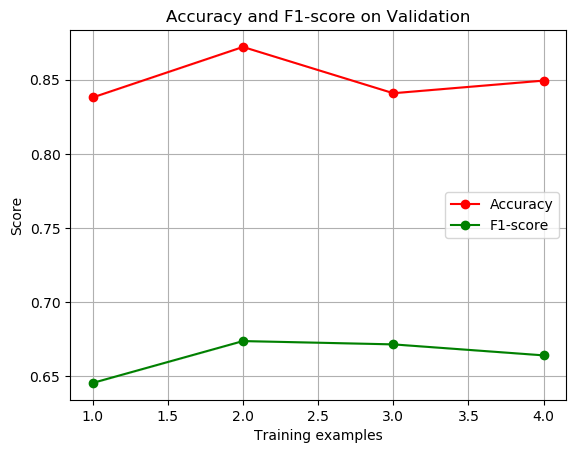 Accuracy and F1-score on Validation
0.85
0.80
0.75
0.70
0.65
Score
Accuracy
F1-score
1.0 1.5 2.0 2.5 3.0 3.5 4.0
Training examples